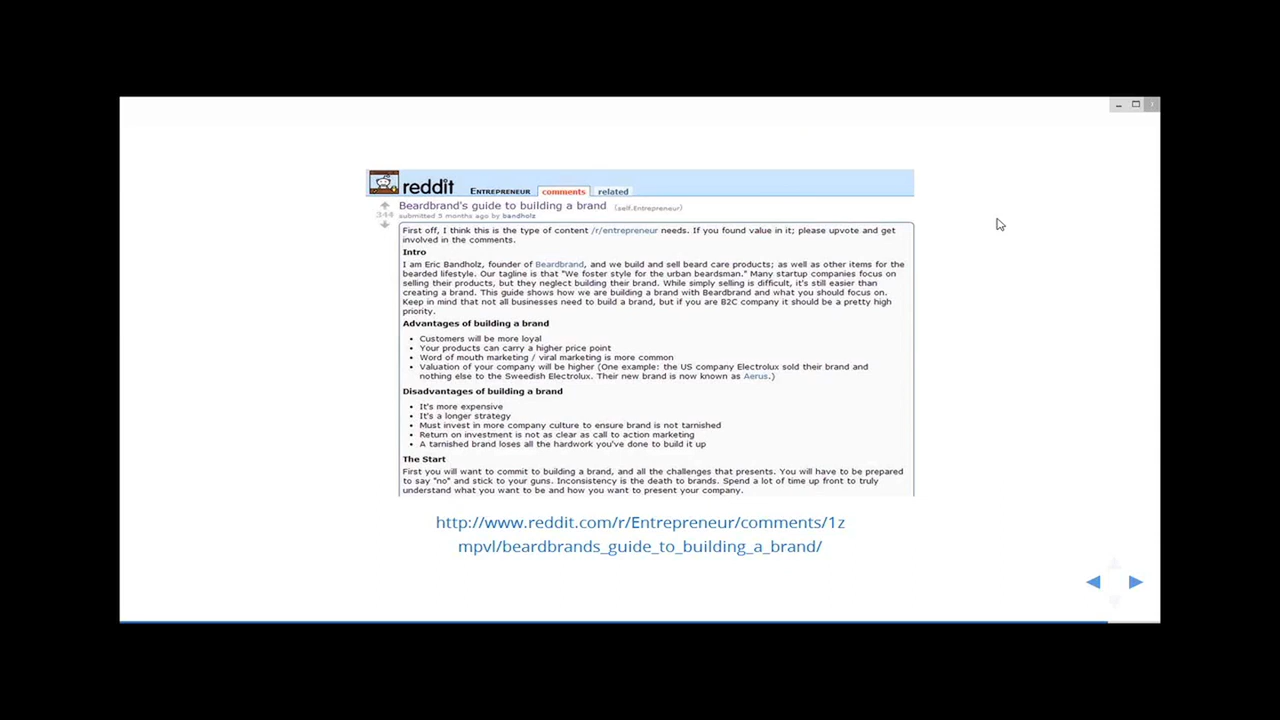 reddit ENTREPRENEUR comments related
Beardbrand's guide to building a brand (self.Entrepreneur)
344 submitted 5 months ago by bandholz
First off, I think this is the type of content /r/entrepreneur needs. If you found value in it; please upvote and get
involved in the comments.
Intro
I am Eric Bandholz, founder of Beardbrand, and we build and sell beard care products; as well as other items for the
bearded lifestyle. Our tagline is that "We foster style for the urban beardsman." Many startup companies focus on
selling their products, but they neglect building their brand. While simply selling is difficult, it's still easier than
creating a brand. This guide shows how we are building a brand with Beardbrand and what you should focus on.
Keep in mind that not all businesses need to build a brand, but if you are B2C company it should be a pretty high
priority.
Advantages of building a brand
• Customers will be more loyal
• Your products can carry a higher price point
• Word of mouth marketing / viral marketing is more common
• Valuation of your company will be higher (One example: the US company Electrolux sold their brand and
nothing else to the Sweedish Electrolux. Their new brand is now known as Aerus.)
Disadvantages of building a brand
• It's more expensive
• It's a longer strategy
• Must invest in more company culture to ensure brand is not tarnished
• Return on investment is not as clear as call to action marketing
• A tarnished brand loses all the hardwork you've done to build it up
The Start
First you will want to commit to building a brand, and all the challenges that presents. You will have to be prepared
to say "no" and stick to your guns. Inconsistency is the death to brands. Spend a lot of time up front to truly
understand what you want to be and how you want to present your company.
http://www.reddit.com/r/Entrepreneur/comments/1z
mpvl/beardbrands_guide_to_building_a_brand/